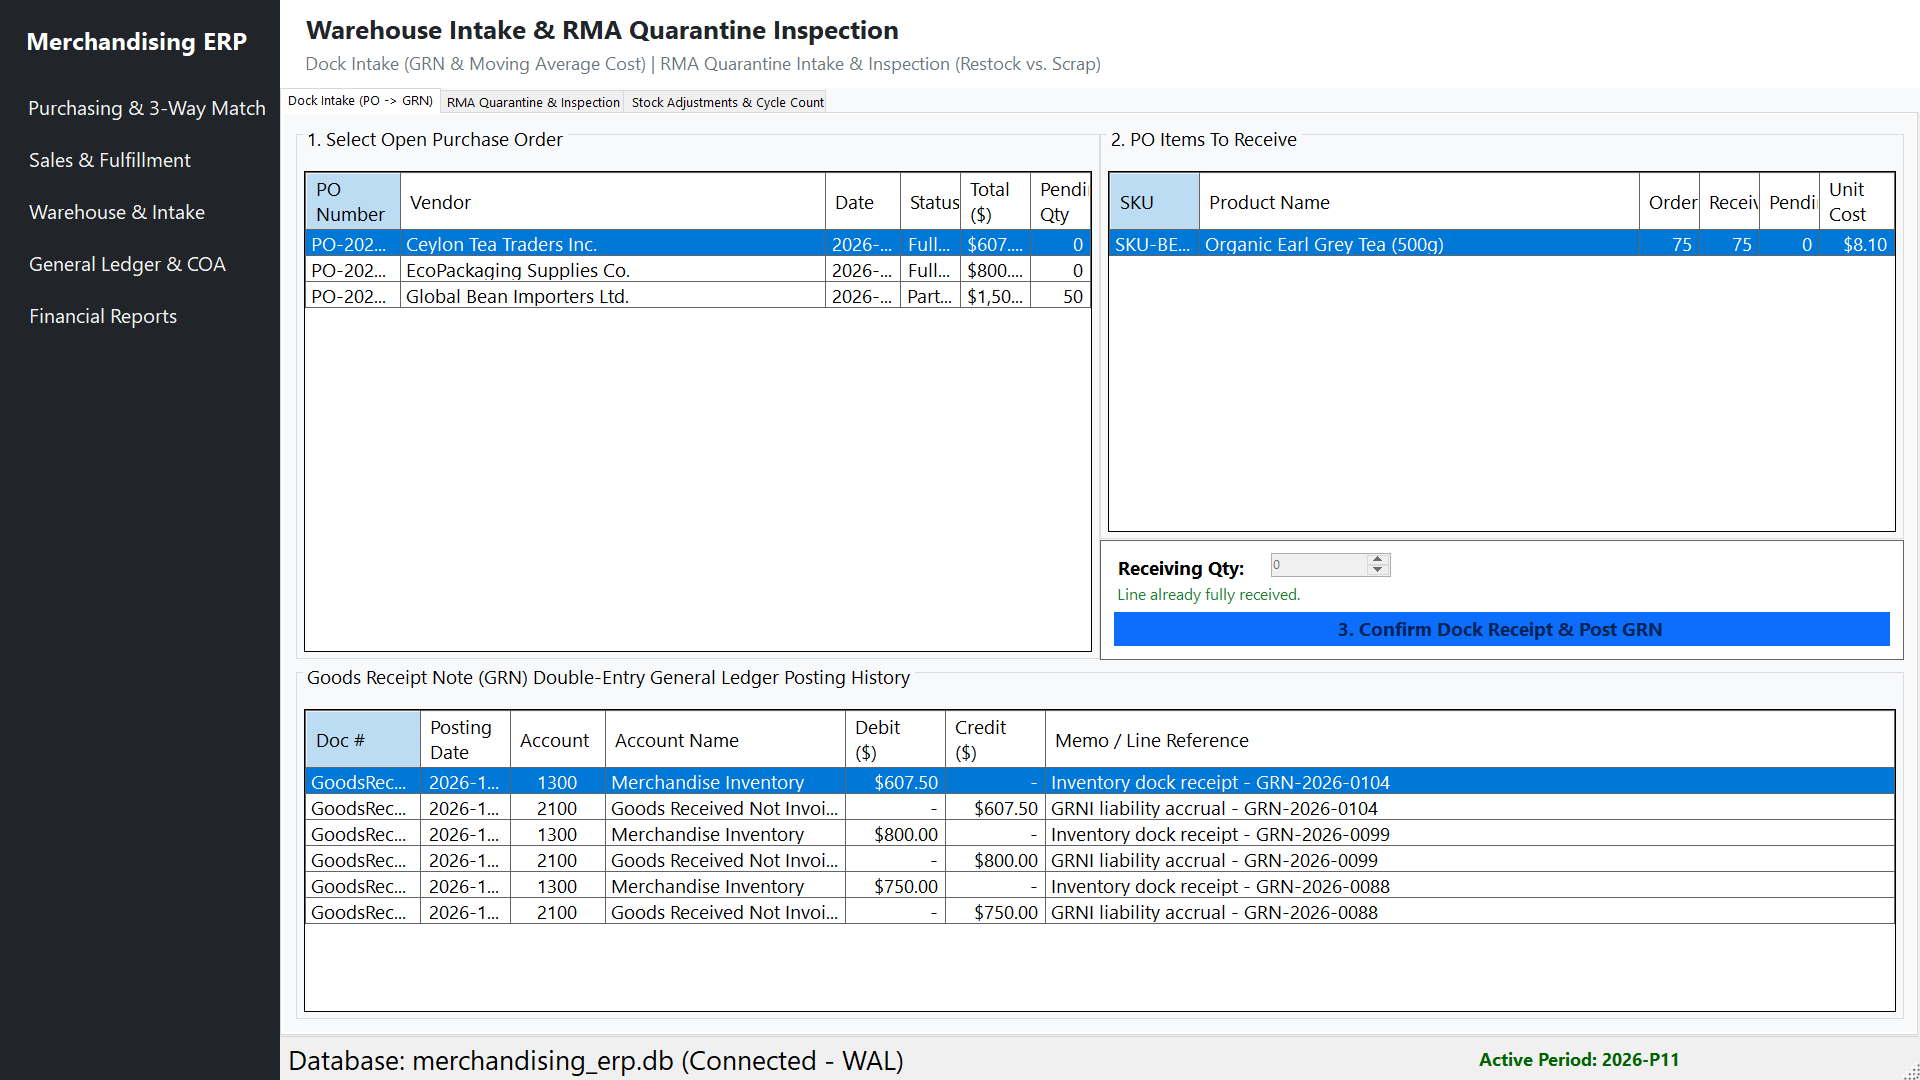 Merchandising ERP
Purchasing & 3-Way Match
Sales & Fulfillment
Warehouse & Intake
General Ledger & COA
Financial Reports
Warehouse Intake & RMA Quarantine Inspection
Dock Intake (GRN & Moving Average Cost) | RMA Quarantine Intake & Inspection (Restock vs. Scrap)
Dock Intake (PO -> GRN) RMA Quarantine & Inspection Stock Adjustments & Cycle Count
1. Select Open Purchase Order
PO Number Vendor Date Status Total ($) Pendi Qty
PO-202... Ceylon Tea Traders Inc. 2026-... Full... $607.... 0
PO-202... EcoPackaging Supplies Co. 2026-... Full... $800.... 0
PO-202... Global Bean Importers Ltd. 2026-... Part... $1,50... 50
2. PO Items To Receive
SKU Product Name Order Receiv Pendi Unit Cost
SKU-BE... Organic Earl Grey Tea (500g) 75 75 0 $8.10
Receiving Qty: 0
Line already fully received.
3. Confirm Dock Receipt & Post GRN
Goods Receipt Note (GRN) Double-Entry General Ledger Posting History
Doc # Posting Date Account Account Name Debit ($) Credit ($) Memo / Line Reference
GoodsRec... 2026-1... 1300 Merchandise Inventory $607.50 - Inventory dock receipt - GRN-2026-0104
GoodsRec... 2026-1... 2100 Goods Received Not Invoi... - $607.50 GRNI liability accrual - GRN-2026-0104
GoodsRec... 2026-1... 1300 Merchandise Inventory $800.00 - Inventory dock receipt - GRN-2026-0099
GoodsRec... 2026-1... 2100 Goods Received Not Invoi... - $800.00 GRNI liability accrual - GRN-2026-0099
GoodsRec... 2026-1... 1300 Merchandise Inventory $750.00 - Inventory dock receipt - GRN-2026-0088
GoodsRec... 2026-1... 2100 Goods Received Not Invoi... - $750.00 GRNI liability accrual - GRN-2026-0088
Database: merchandising_erp.db (Connected - WAL)
Active Period: 2026-P11